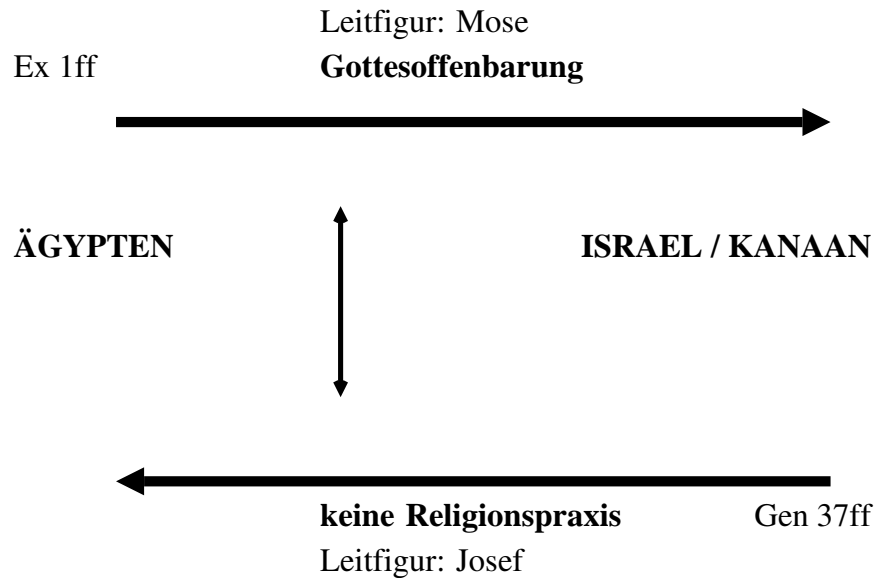 Leitfigur: Mose
Ex 1ff Gottesoffenbarung
ÄGYPTEN ISRAEL / KANAAN
keine Religionspraxis Gen 37ff
Leitfigur: Josef